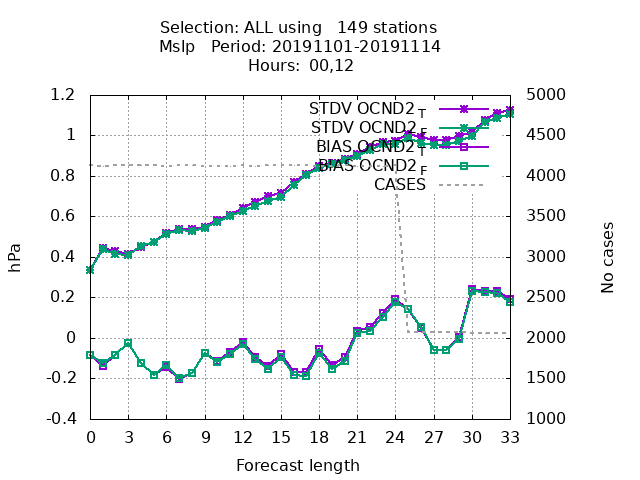 Selection: ALL using 149 stations
Mslp Period: 20191101-20191114
Hours: 00,12
1.2
1
0.8
0.6
0.4
0.2
0
-0.2
-0.4
hPa
STDV OCND2 T
STDV OCND2 F
BIAS OCND2 T
BIAS OCND2 F
CASES
5000
4500
4000
3500
3000
2500
2000
1500
1000
No cases
0 3 6 9 12 15 18 21 24 27 30 33
Forecast length